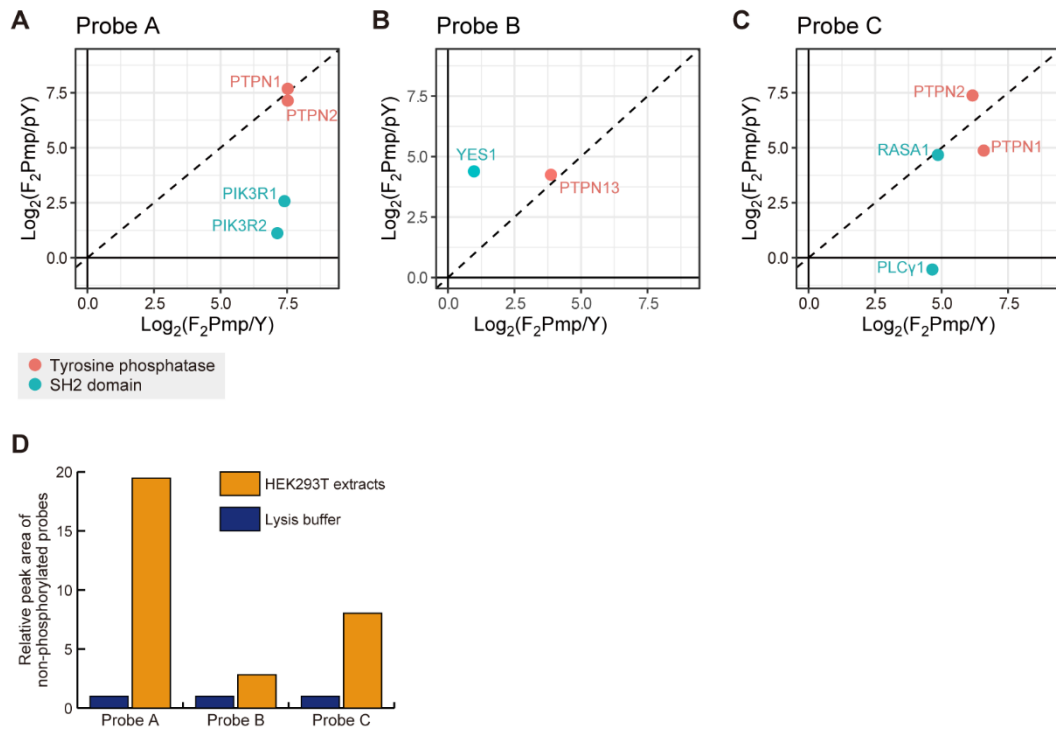 A
Probe A
Log₂(F₂Pmp/pY)
7.5
5.0
2.5
0.0
PTPN1
PTPN2
PIK3R1
PIK3R2
0.0 2.5 5.0 7.5
Log₂(F₂Pmp/Y)
B
Probe B
Log₂(F₂Pmp/pY)
7.5
5.0
2.5
0.0
YES1
PTPN13
0.0 2.5 5.0 7.5
Log₂(F₂Pmp/Y)
C
Probe C
Log₂(F₂Pmp/pY)
7.5
5.0
2.5
0.0
PTPN2
RASA1
PTPN1
PLCγ1
0.0 2.5 5.0 7.5
Log₂(F₂Pmp/Y)
Tyrosine phosphatase
SH2 domain
D
Relative peak area of
non-phosphorylated probes
20
15
10
5
0
HEK293T extracts
Lysis buffer
Probe A Probe B Probe C